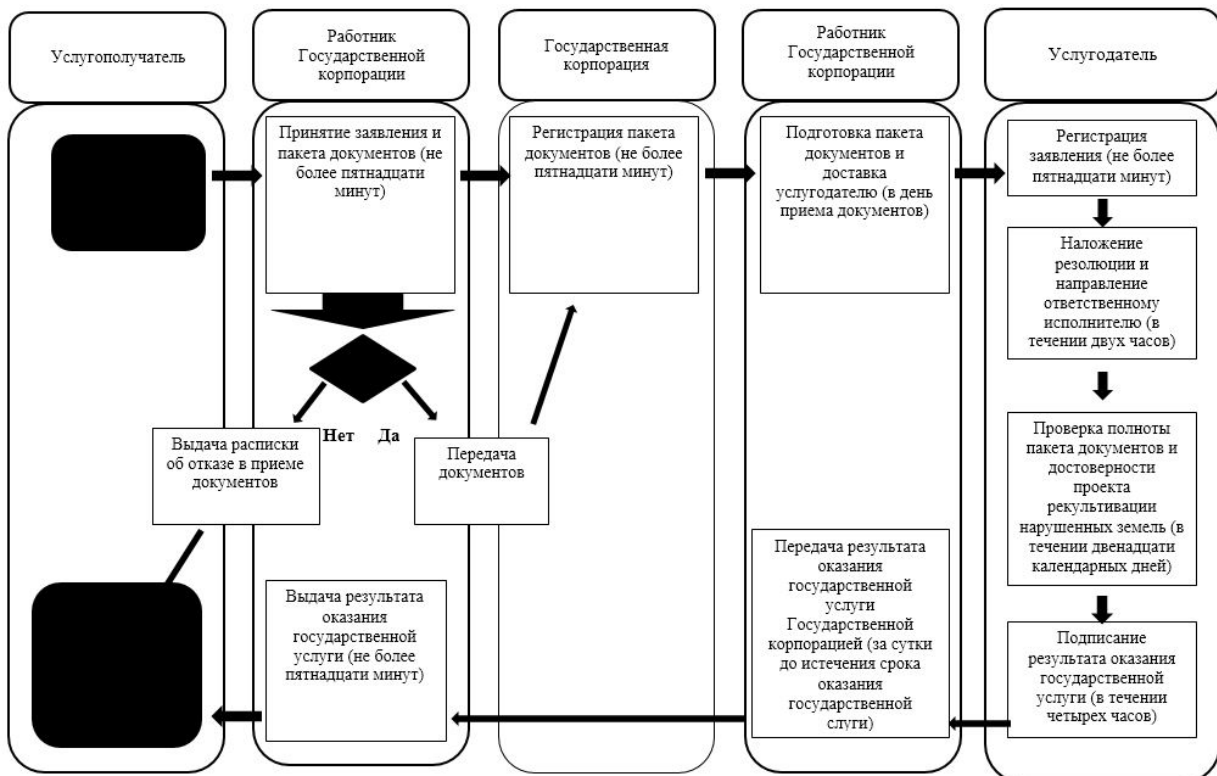 Услугополучатель
Работник
Государственной
корпорации
Государственная
корпорация
Работник
Государственной
корпорации
Услугодатель
Принятие заявления и
пакета документов (не
более пятнадцати
минут)
Регистрация пакета
документов (не более
пятнадцати минут)
Подготовка пакета
документов и
доставка
услугодателю (в день
приема документов)
Регистрация
заявления (не более
пятнадцати минут)
Наложение
резолюции и
направление
ответственному
исполнителю (в
течении двух часов)
Нет Да
Выдача расписки
об отказе в приеме
документов
Передача
документов
Проверка полноты
пакета документов и
достоверности
проекта
рекультивации
нарушенных земель (в
течении двенадцати
календарных дней)
Выдача результата
оказания
государственной
услуги (не более
пятнадцати минут)
Передача результата
оказания
государственной
услуги
Государственной
корпорацией (за сутки
до истечения срока
оказания
государственной
слуги)
Подписание
результата оказания
государственной
услуги (в течении
четырех часов)